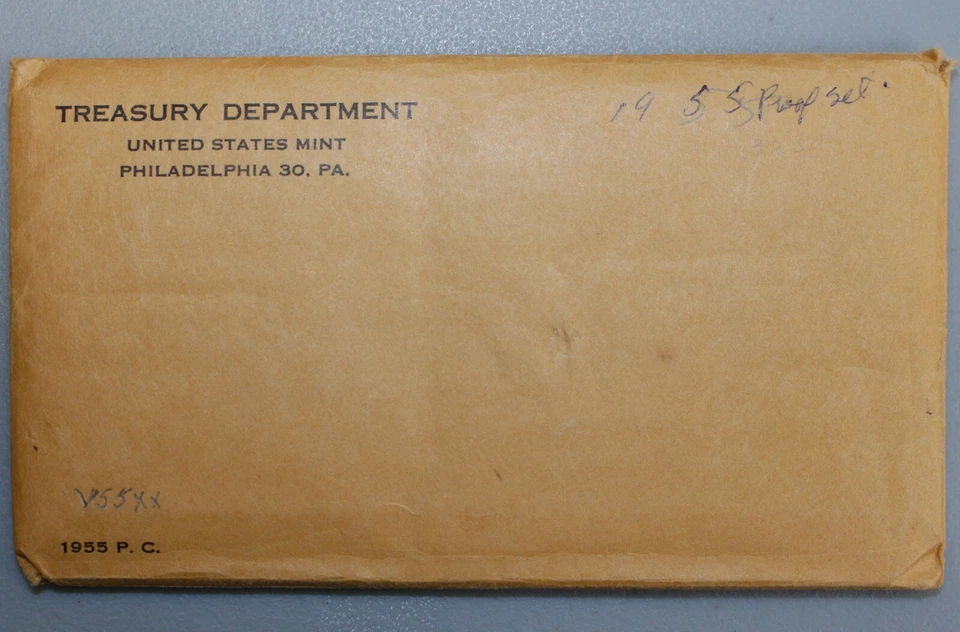 TREASURY DEPARTMENT
UNITED STATES MINT
PHILADELPHIA 30, PA.
19 55 Proof set.
V55xx
1955 P. C.